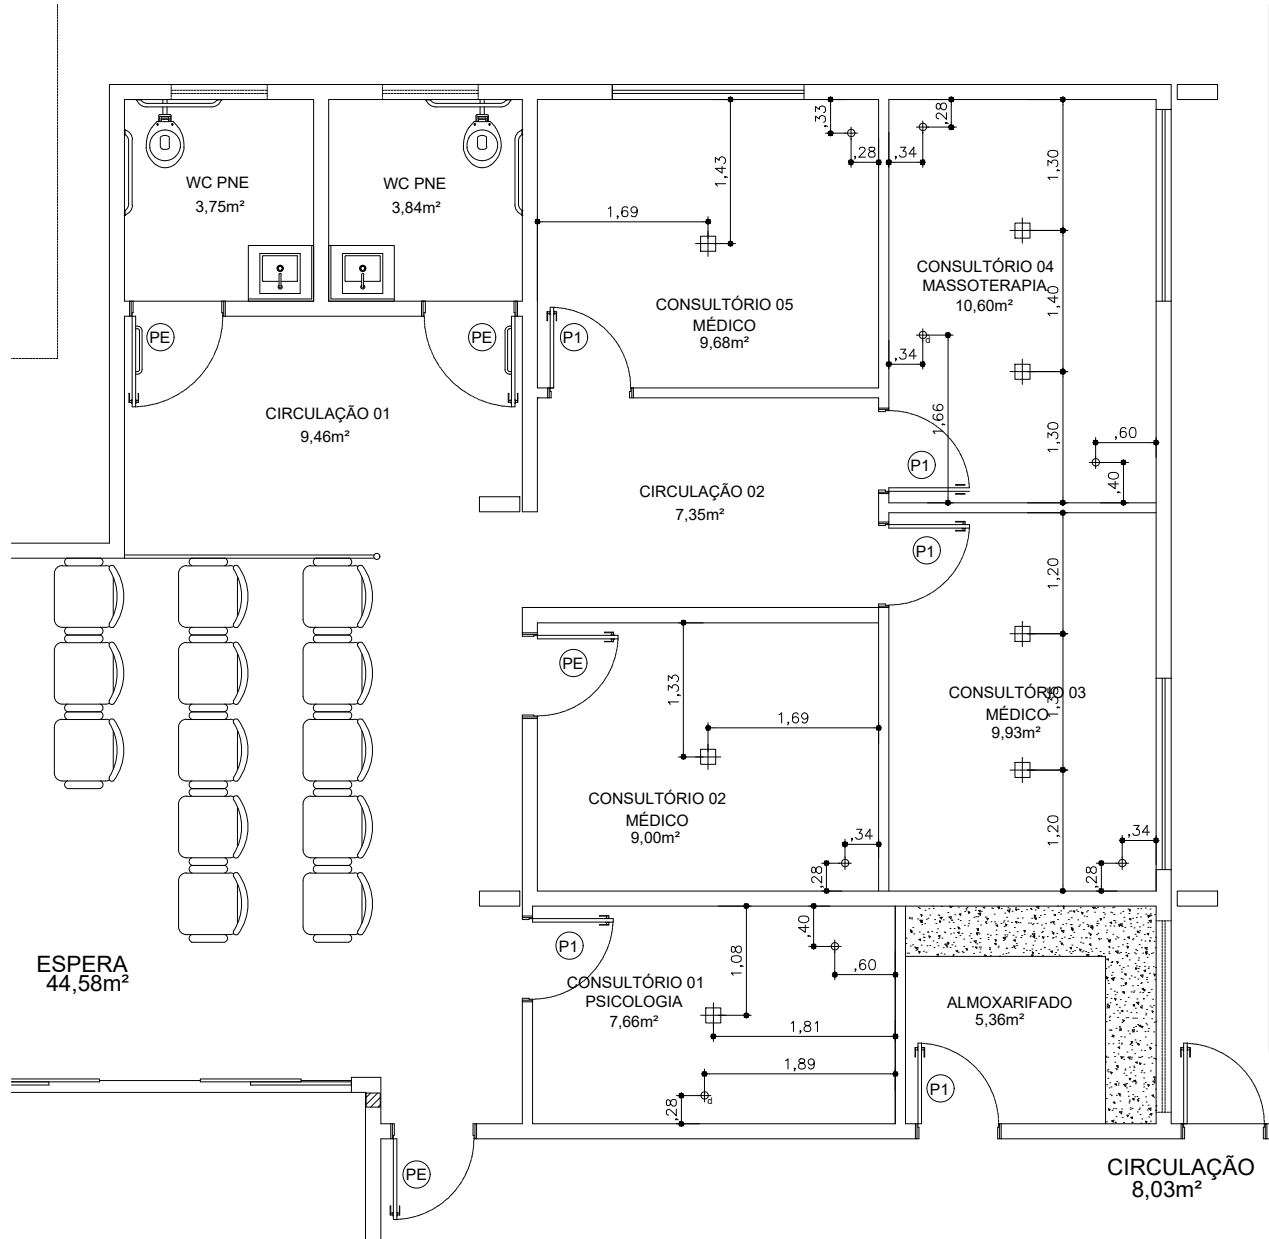 WC PNE
3,75m²
WC PNE
3,84m²
,33
,28
1,43
1,69
CONSULTÓRIO 05
MÉDICO
9,68m²
,28
,34
1,30
CONSULTÓRIO 04
MASSOTERAPIA
10,60m²
1,40
,34
1,66
1,30
,60
,40
PE
PE
P1
CIRCULAÇÃO 01
9,46m²
P1
CIRCULAÇÃO 02
7,35m²
P1
1,20
PE
1,33
1,69
CONSULTÓRIO 03
MÉDICO
9,93m²
CONSULTÓRIO 02
MÉDICO
9,00m²
,34
,28
1,20
,34
,28
ESPERA
44,58m²
P1
,40
,60
1,08
CONSULTÓRIO 01
PSICOLOGIA
7,66m²
1,81
1,89
,28
ALMOXARIFADO
5,36m²
P1
PE
CIRCULAÇÃO
8,03m²